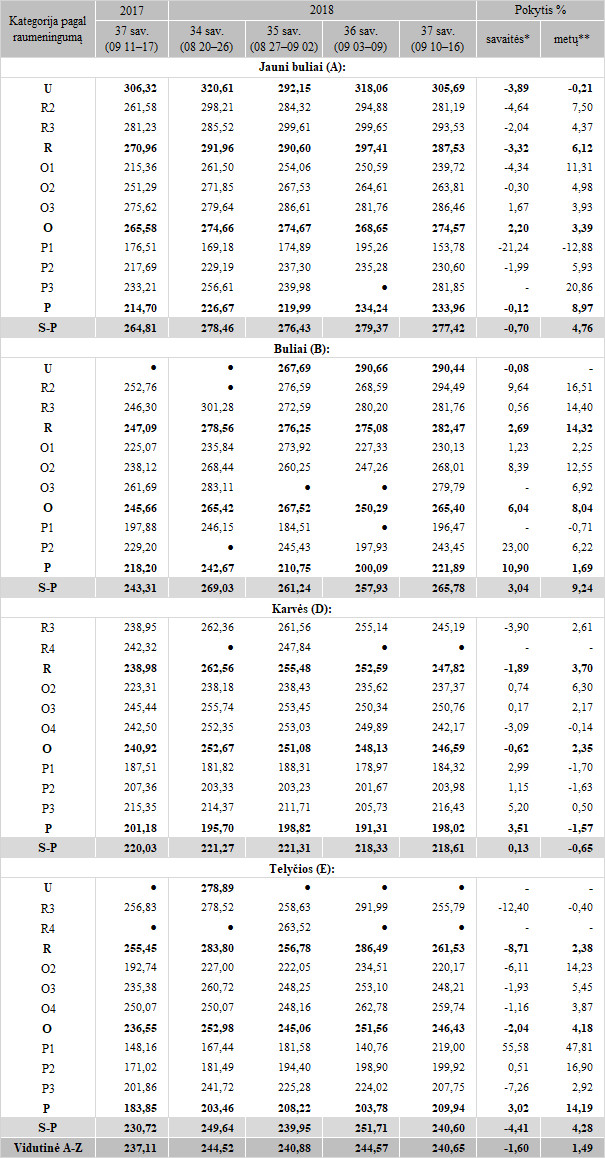 Kategorija pagal raumeningumą 2017 2018 Pokytis %
37 sav. (09 11–17) 34 sav. (08 20–26) 35 sav. (08 27–09 02) 36 sav. (09 03–09) 37 sav. (09 10–16) savaitės* metų**
Jauni buliai (A):
U 306,32 320,61 292,15 318,06 305,69 -3,89 -0,21
R2 261,58 298,21 284,32 294,88 281,19 -4,64 7,50
R3 281,23 285,52 299,61 299,65 293,53 -2,04 4,37
R 270,96 291,96 290,60 297,41 287,53 -3,32 6,12
O1 215,36 261,50 254,06 250,59 239,72 -4,34 11,31
O2 251,29 271,85 267,53 264,61 263,81 -0,30 4,98
O3 275,62 279,64 286,61 281,76 286,46 1,67 3,93
O 265,58 274,66 274,67 268,65 274,57 2,20 3,39
P1 176,51 169,18 174,89 195,26 153,78 -21,24 -12,88
P2 217,69 229,19 237,30 235,28 230,60 -1,99 5,93
P3 233,21 256,61 239,98 ● 281,85 - 20,86
P 214,70 226,67 219,99 234,24 233,96 -0,12 8,97
S-P 264,81 278,46 276,43 279,37 277,42 -0,70 4,76
Buliai (B):
U ● ● 267,69 290,66 290,44 -0,08 -
R2 252,76 ● 276,59 268,59 294,49 9,64 16,51
R3 246,30 301,28 272,59 280,20 281,76 0,56 14,40
R 247,09 278,56 276,25 275,08 282,47 2,69 14,32
O1 225,07 235,84 273,92 227,33 230,13 1,23 2,25
O2 238,12 268,44 260,25 247,26 268,01 8,39 12,55
O3 261,69 283,11 ● ● 279,79 - 6,92
O 245,66 265,42 267,52 250,29 265,40 6,04 8,04
P1 197,88 246,15 184,51 ● 196,47 - -0,71
P2 229,20 ● 245,43 197,93 243,45 23,00 6,22
P 218,20 242,67 210,75 200,09 221,89 10,90 1,69
S-P 243,31 269,03 261,24 257,93 265,78 3,04 9,24
Karvės (D):
R3 238,95 262,36 261,56 255,14 245,19 -3,90 2,61
R4 242,32 ● 247,84 ● ● - -
R 238,98 262,56 255,48 252,59 247,82 -1,89 3,70
O2 223,31 238,18 238,43 235,62 237,37 0,74 6,30
O3 245,44 255,74 253,45 250,34 250,76 0,17 2,17
O4 242,50 252,35 253,03 249,89 242,17 -3,09 -0,14
O 240,92 252,67 251,08 248,13 246,59 -0,62 2,35
P1 187,51 181,82 188,31 178,97 184,32 2,99 -1,70
P2 207,36 203,33 203,23 201,67 203,98 1,15 -1,63
P3 215,35 214,37 211,71 205,73 216,43 5,20 0,50
P 201,18 195,70 198,82 191,31 198,02 3,51 -1,57
S-P 220,03 221,27 221,31 218,33 218,61 0,13 -0,65
Telyčios (E):
U ● 278,89 ● ● ● - -
R3 256,83 278,52 258,63 291,99 255,79 -12,40 -0,40
R4 ● ● 263,52 ● ● - -
R 255,45 283,80 256,78 286,49 261,53 -8,71 2,38
O2 192,74 227,00 222,05 234,51 220,17 -6,11 14,23
O3 235,38 260,72 248,25 253,10 248,21 -1,93 5,45
O4 250,07 250,07 248,16 262,78 259,74 -1,16 3,87
O 236,55 252,98 245,06 251,56 246,43 -2,04 4,18
P1 148,16 167,44 181,58 140,76 219,00 55,58 47,81
P2 171,02 181,49 194,40 198,90 199,92 0,51 16,90
P3 201,86 241,72 225,28 224,02 207,75 -7,26 2,92
P 183,85 203,46 208,22 203,78 209,94 3,02 14,19
S-P 230,72 249,64 239,95 251,71 240,60 -4,41 4,28
Vidutinė A-Z 237,11 244,52 240,88 244,57 240,65 -1,60 1,49